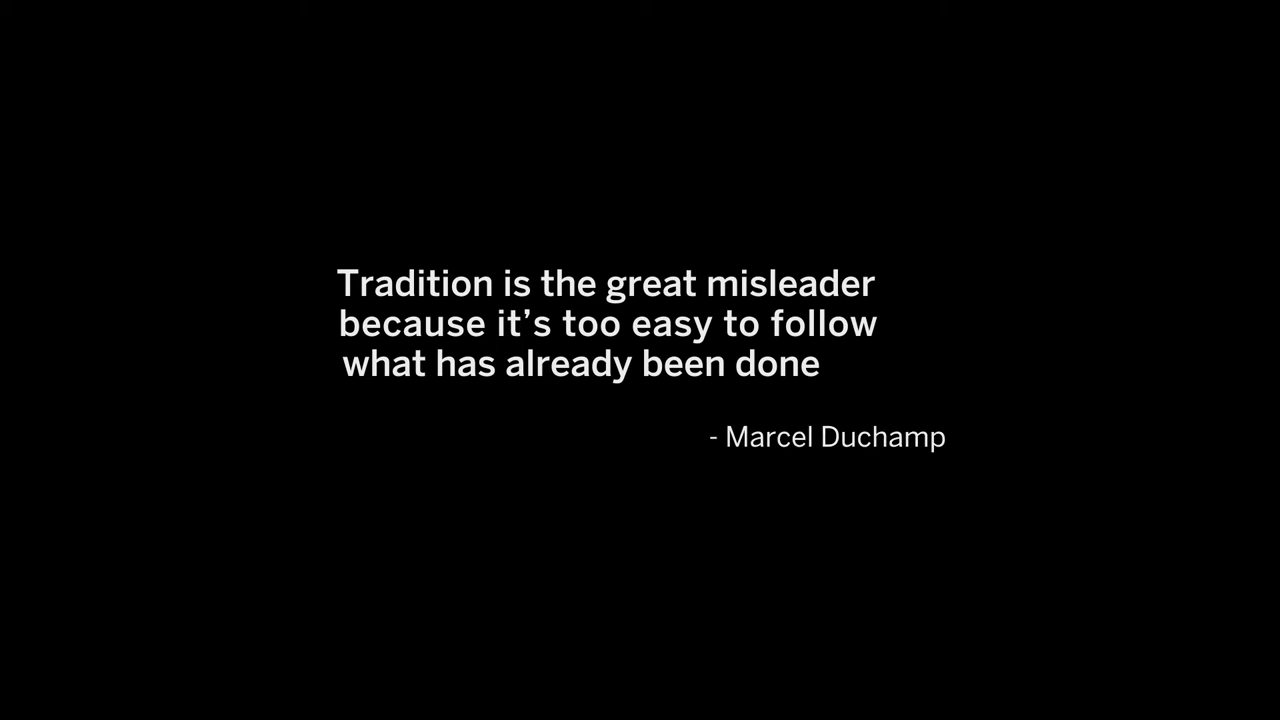 Tradition is the great misleader
because it’s too easy to follow
what has already been done
- Marcel Duchamp